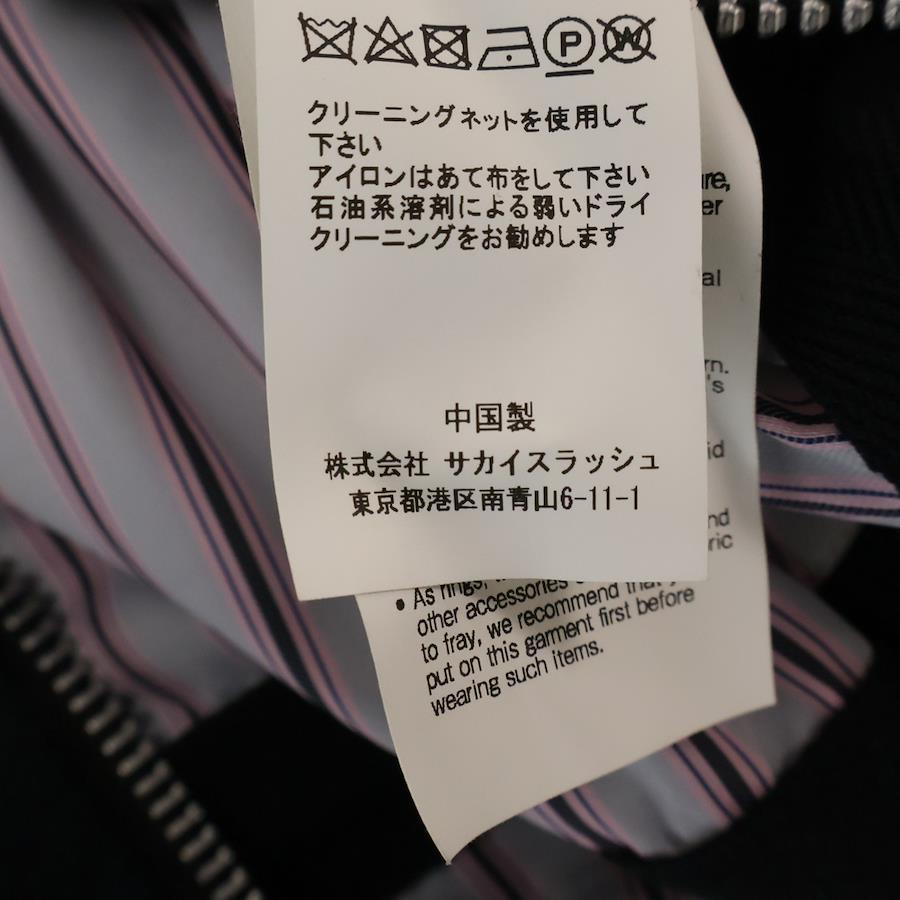 P W
クリーニングネットを使用して
下さい
アイロンはあて布をして下さい
石油系溶剤による弱いドライ
クリーニングをお勧めします
中国製
株式会社 サカイスラッシュ
東京都港区南青山6-11-1
• As rings,
other accessories
to fray, we recommend that
put on this garment first before
wearing such items.